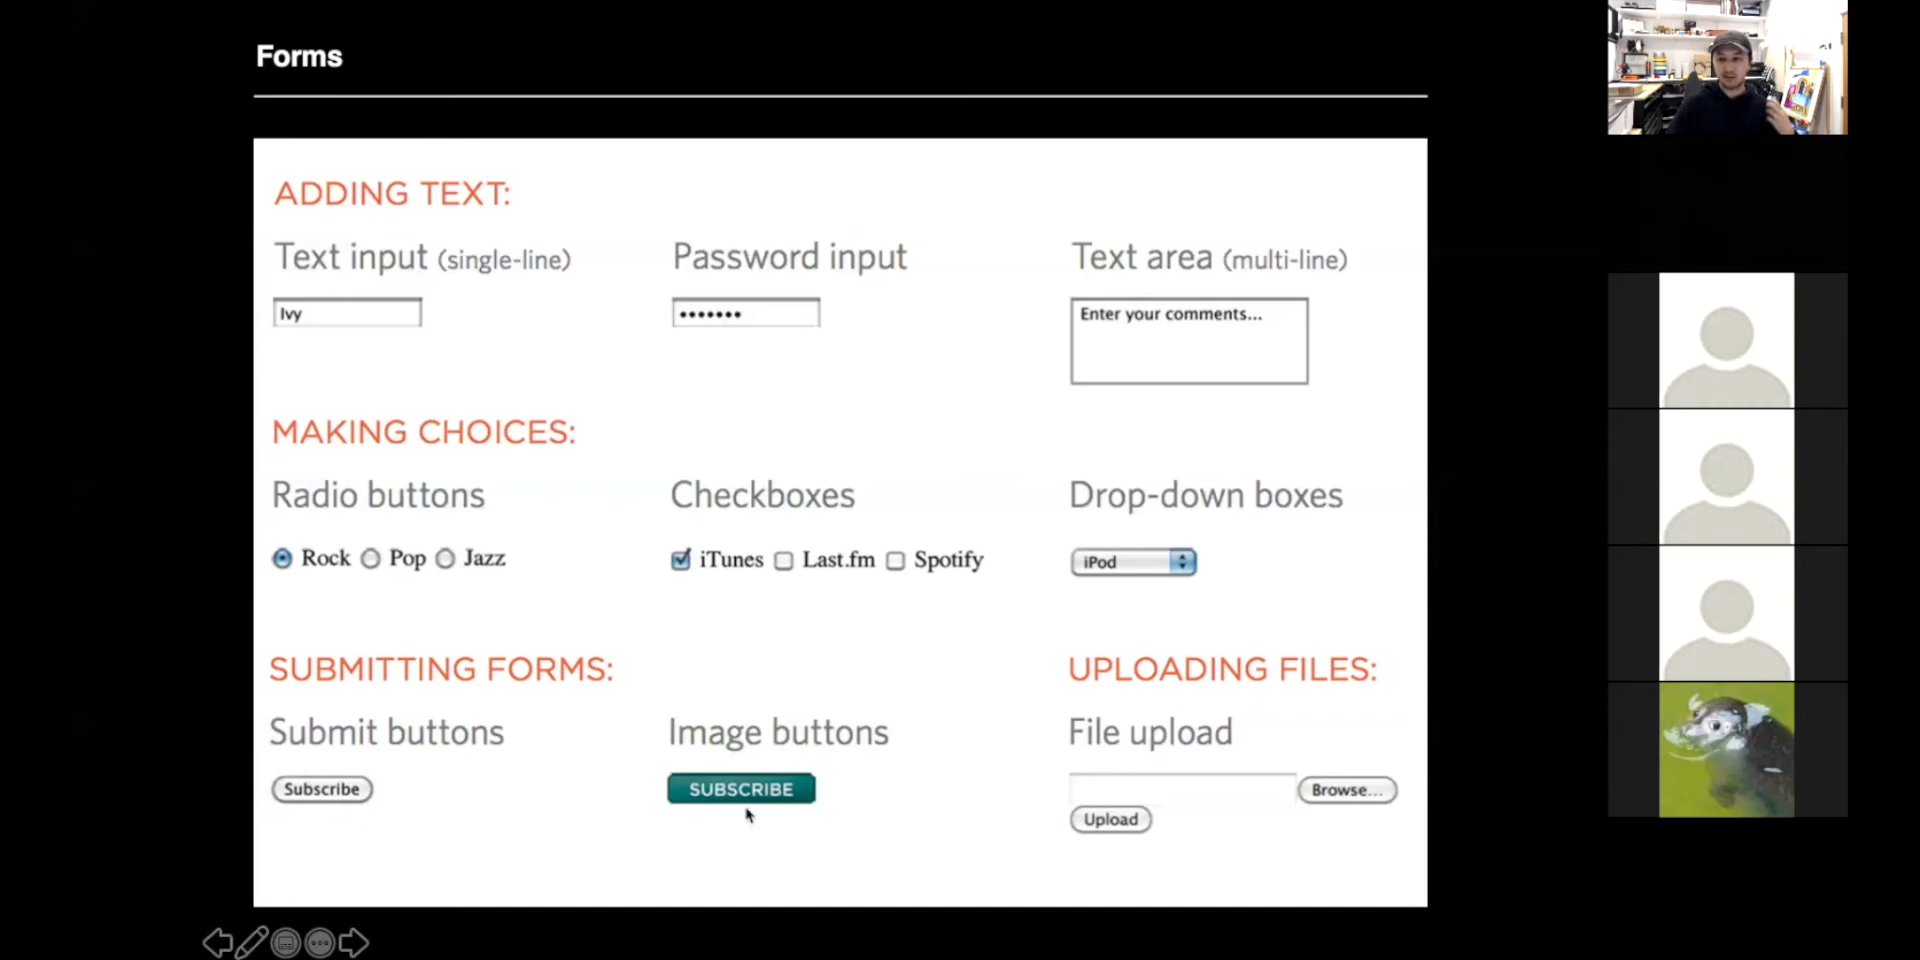 Forms
ADDING TEXT:
Text input (single-line) Password input Text area (multi-line)
Ivy ••••••• Enter your comments...
MAKING CHOICES:
Radio buttons Checkboxes Drop-down boxes
Rock Pop Jazz iTunes Last.fm Spotify iPod
SUBMITTING FORMS: UPLOADING FILES:
Submit buttons Image buttons File upload
Subscribe SUBSCRIBE Browse...
Upload